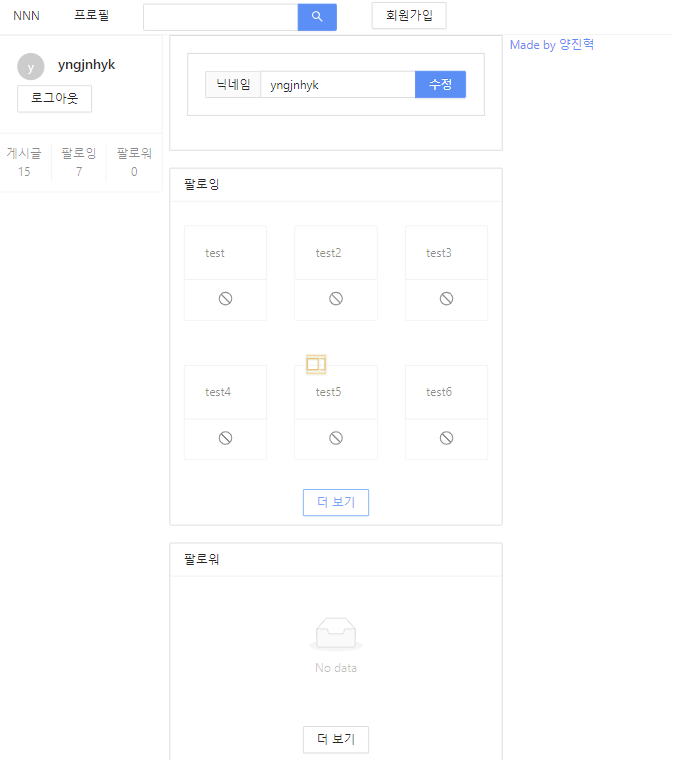 NNN 프로필 회원가입
y yngjnhyk
로그아웃
게시글 팔로잉 팔로워
15 7 0
닉네임 yngjnhyk 수정
팔로잉
test test2 test3
test4 test5 test6
더 보기
팔로워
No data
더 보기
Made by 양진혁